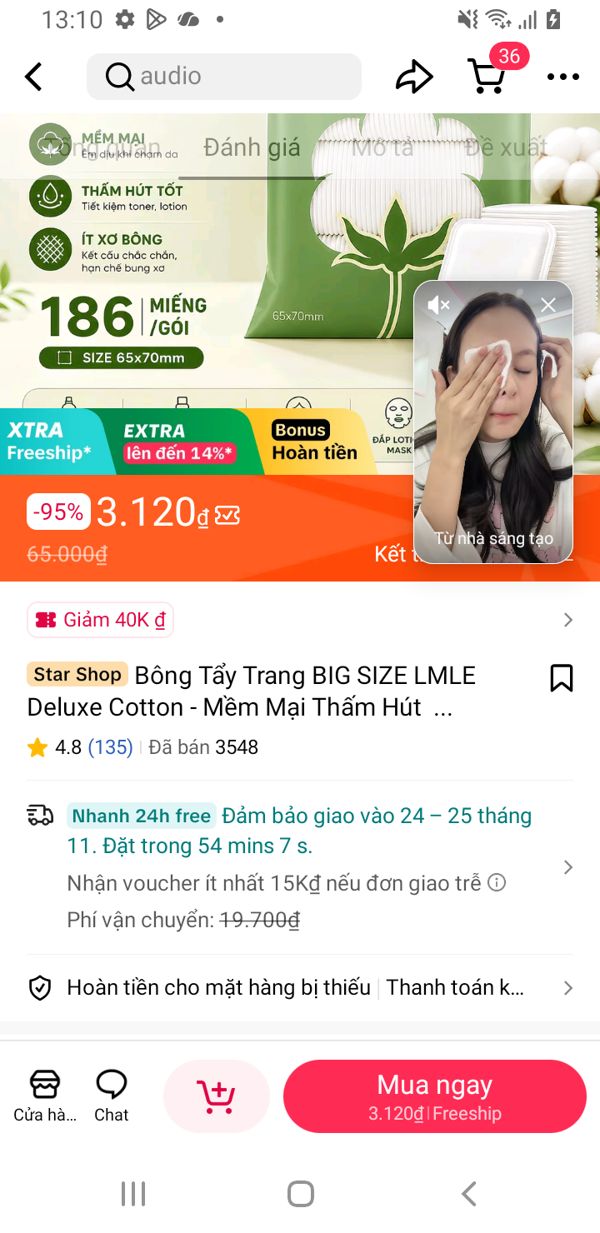 13:10
36
audio
Tổng quan
Đánh giá
Mô tả
Đề xuất
MỀM MẠI
Êm dịu khi chạm da
THẤM HÚT TỐT
Tiết kiệm toner, lotion
ÍT XƠ BÔNG
Kết cấu chắc chắn,
hạn chế bung xơ
186 MIẾNG
/GÓI
SIZE 65x70mm
65x70mm
XTRA
Freeship*
EXTRA
lên đến 14%*
Bonus
Hoàn tiền
ĐẮP LOTI
MASK
Từ nhà sáng tạo
-95% 3.120₫
65.000₫
Kết
Giảm 40K ₫
Star Shop Bông Tẩy Trang BIG SIZE LMLE
Deluxe Cotton - Mềm Mại Thấm Hút ...
4.8 (135) Đã bán 3548
Nhanh 24h free Đảm bảo giao vào 24 – 25 tháng
11. Đặt trong 54 mins 7 s.
Nhận voucher ít nhất 15K₫ nếu đơn giao trễ
Phí vận chuyển: 19.700₫
Hoàn tiền cho mặt hàng bị thiếu | Thanh toán k...
Cửa hà...
Chat
Mua ngay
3.120₫ | Freeship